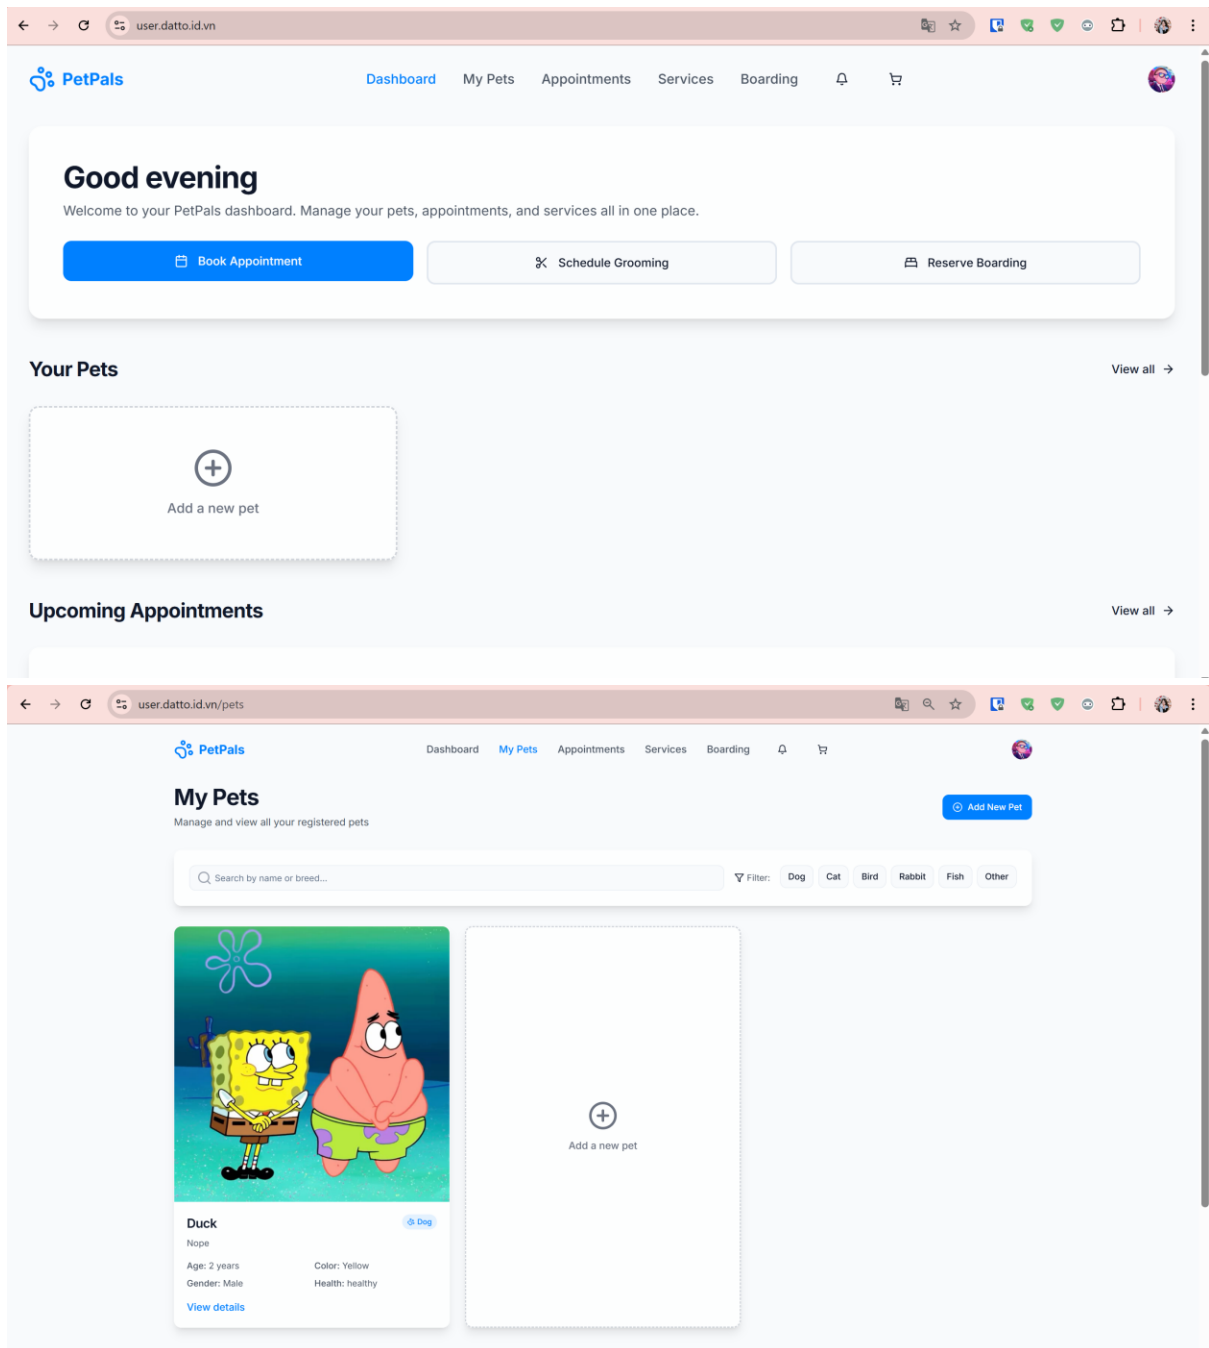 user.datto.id.vn
PetPals
Dashboard My Pets Appointments Services Boarding
Good evening
Welcome to your PetPals dashboard. Manage your pets, appointments, and services all in one place.
Book Appointment Schedule Grooming Reserve Boarding
Your Pets View all
Add a new pet
Upcoming Appointments View all
user.datto.id.vn/pets
PetPals Dashboard My Pets Appointments Services Boarding
My Pets
Manage and view all your registered pets
Add New Pet
Search by name or breed... Filter: Dog Cat Bird Rabbit Fish Other
Add a new pet
Duck Dog
Nope
Age: 2 years Color: Yellow
Gender: Male Health: healthy
View details